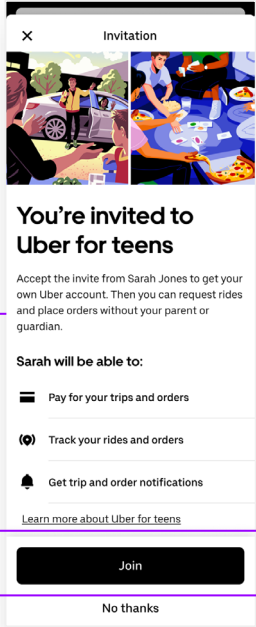 Invitation
You're invited to
Uber for teens
Accept the invite from Sarah Jones to get your
own Uber account. Then you can request rides
and place orders without your parent or
guardian.
Sarah will be able to:
Pay for your trips and orders
Track your rides and orders
Get trip and order notifications
Learn more about Uber for teens
Join
No thanks